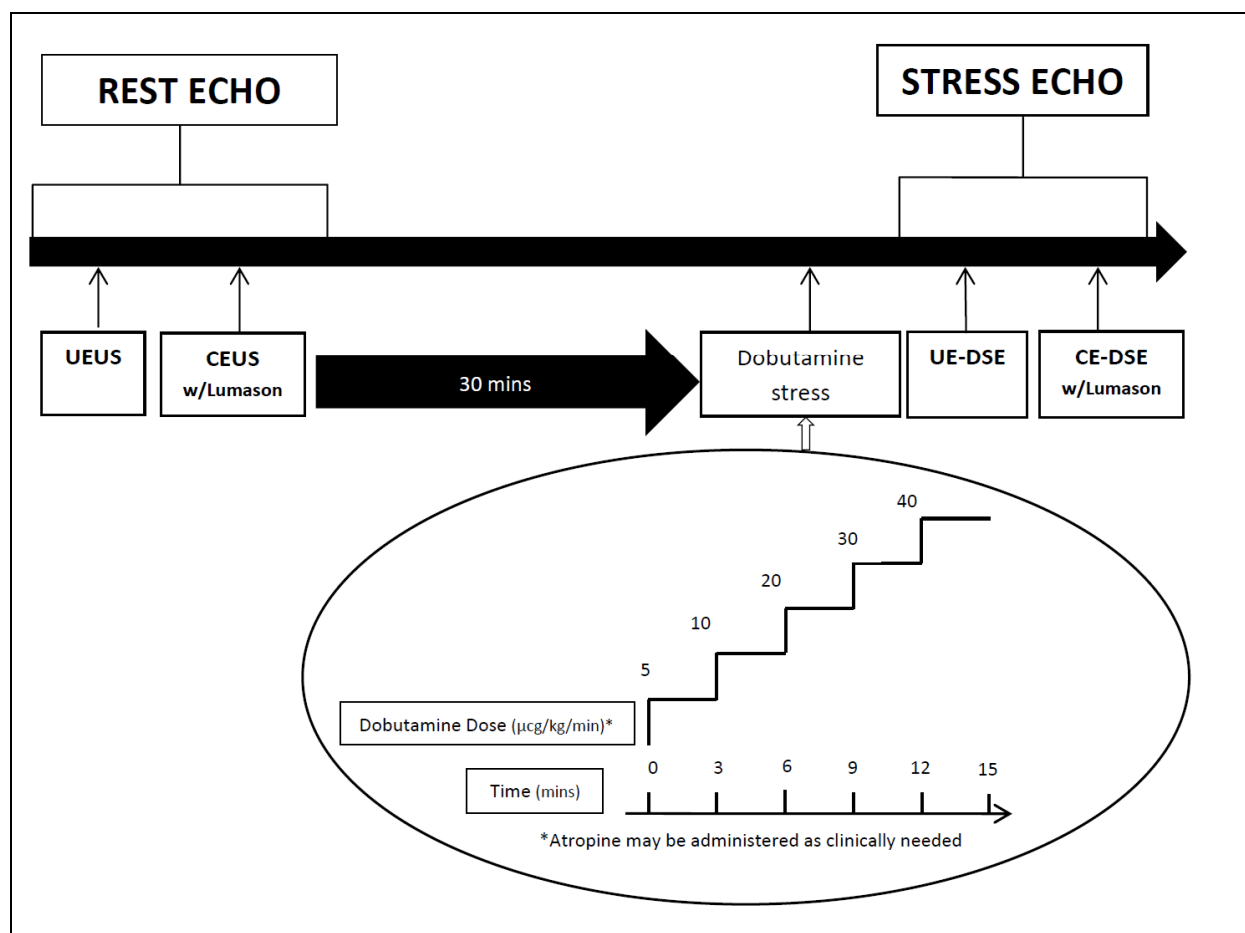 REST ECHO
STRESS ECHO
UEUS
CEUS
w/Lumason
30 mins
Dobutamine
stress
UE-DSE
CE-DSE
w/Lumason
40
30
20
10
5
Dobutamine Dose (µcg/kg/min)*
0 3 6 9 12 15
Time (mins)
*Atropine may be administered as clinically needed